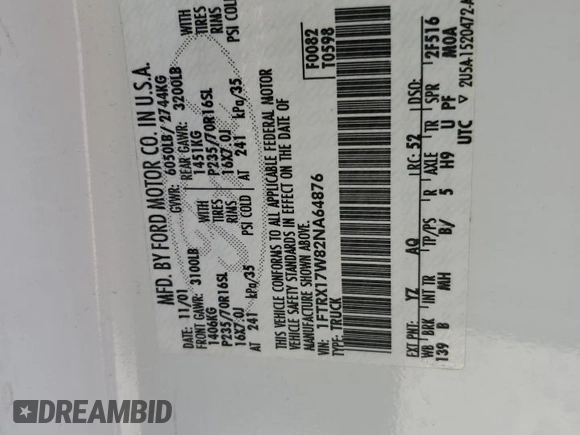 MFD. BY FORD MOTOR CO. IN U.S.A.
DATE: 11/01 GVWR: 6050LB/2744KG
FRONT GAWR: 3100LB REAR GAWR: 3200LB
1406KG WITH 1451KG WITH
P235/70R16SL TIRES P235/70R16SL TIRES
16X7.0J RIMS 16X7.0J RIMS
AT 241 kPa/35 PSI COLD AT 241 kPa/35 PSI COLD
THIS VEHICLE CONFORMS TO ALL APPLICABLE FEDERAL MOTOR
VEHICLE SAFETY STANDARDS IN EFFECT ON THE DATE OF
MANUFACTURE SHOWN ABOVE.
VIN: 1FTRX17W82NA64876
TYPE: TRUCK
F0082
T0598
EXT PNT: YZ AQ RC: 52 DSO:
WB BRK INT TR TP/PS R AXLE TR SPR 2F516
139 B MH B/ 5 H9 U PF MOA
UTC ▽ 2U5A-1520472-A
DREAMBID